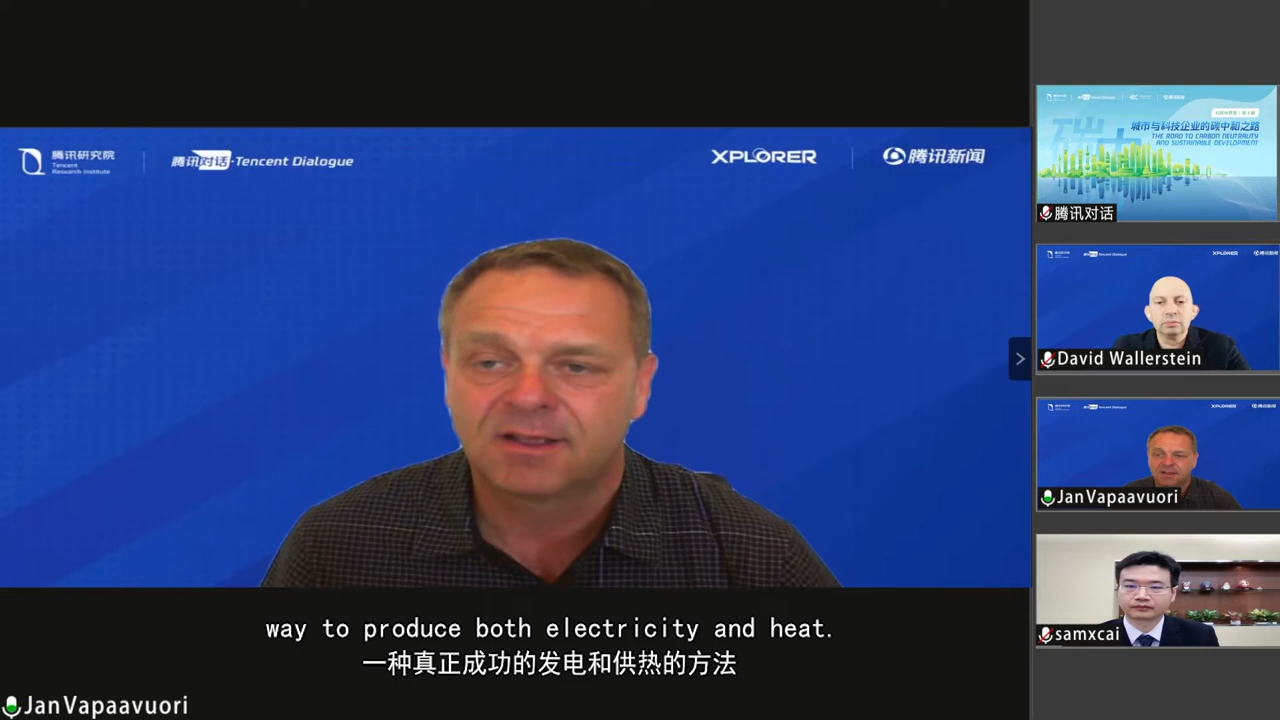 腾讯研究院
Tencent
Research Institute
腾讯对话·Tencent Dialogue
XPLORER
腾讯新闻
way to produce both electricity and heat.
一种真正成功的发电和供热的方法
JanVapaavuori
城市与科技企业的碳中和之路
THE ROAD TO CARBON NEUTRALITY
AND SUSTAINABLE DEVELOPMENT
腾讯对话
XPLORER
David Wallerstein
XPLORER
JanVapaavuori
samxcai